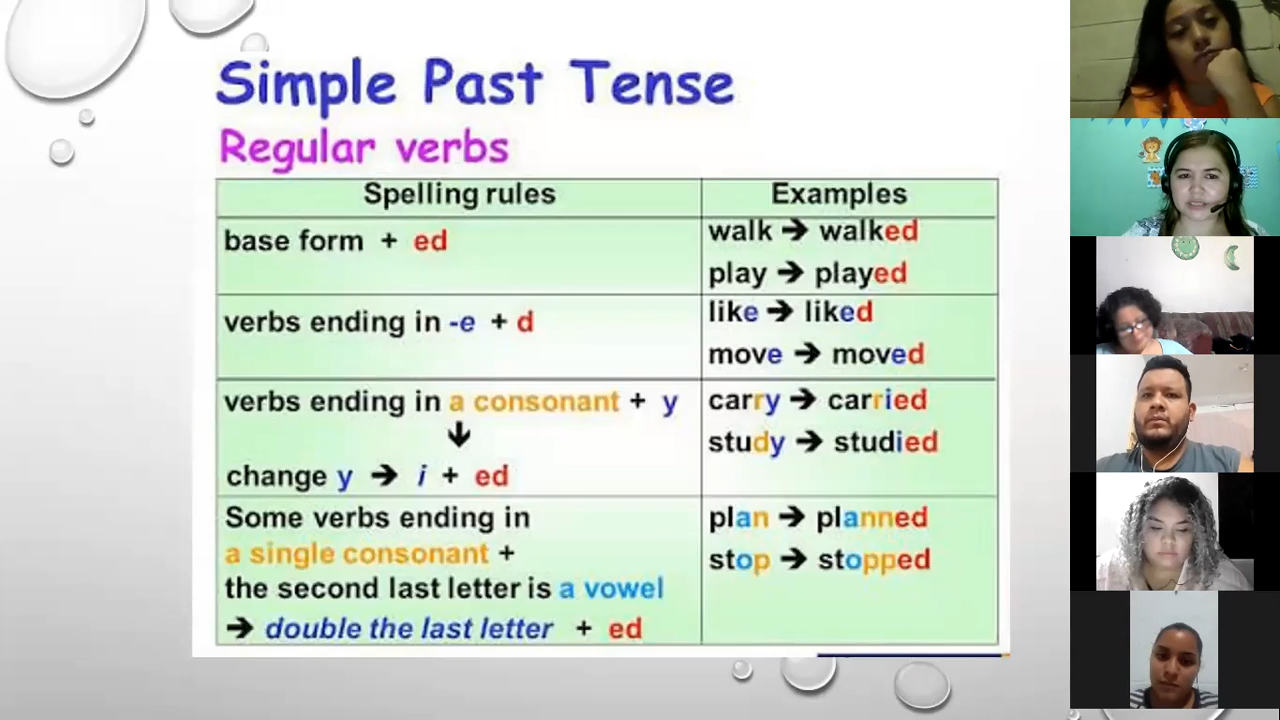 Simple Past Tense
Regular verbs
Spelling rules
Examples
base form + ed
walk → walked
play → played
verbs ending in -e + d
like → liked
move → moved
verbs ending in a consonant + y
↓
change y → i + ed
carry → carried
study → studied
Some verbs ending in
a single consonant +
the second last letter is a vowel
→ double the last letter + ed
plan → planned
stop → stopped